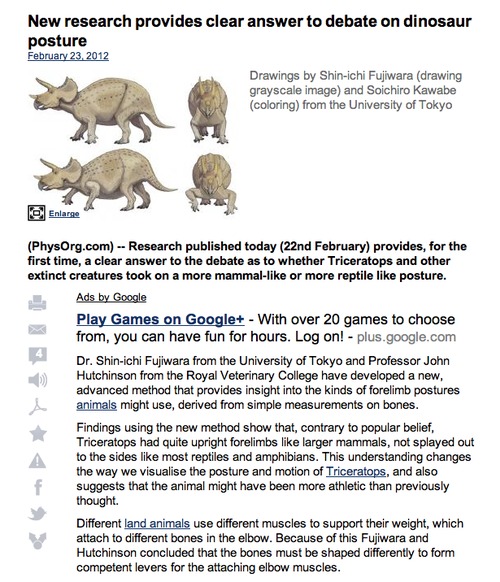 New research provides clear answer to debate on dinosaur
posture
February 23, 2012
Drawings by Shin-ichi Fujiwara (drawing
grayscale image) and Soichiro Kawabe
(coloring) from the University of Tokyo
Enlarge
(PhysOrg.com) -- Research published today (22nd February) provides, for the
first time, a clear answer to the debate as to whether Triceratops and other
extinct creatures took on a more mammal-like or more reptile like posture.
Ads by Google
Play Games on Google+ - With over 20 games to choose
from, you can have fun for hours. Log on! - plus.google.com
4
Dr. Shin-ichi Fujiwara from the University of Tokyo and Professor John
Hutchinson from the Royal Veterinary College have developed a new,
advanced method that provides insight into the kinds of forelimb postures
animals might use, derived from simple measurements on bones.
Findings using the new method show that, contrary to popular belief,
Triceratops had quite upright forelimbs like larger mammals, not splayed out
to the sides like most reptiles and amphibians. This understanding changes
the way we visualise the posture and motion of Triceratops, and also
suggests that the animal might have been more athletic than previously
thought.
Different land animals use different muscles to support their weight, which
attach to different bones in the elbow. Because of this Fujiwara and
Hutchinson concluded that the bones must be shaped differently to form
competent levers for the attaching elbow muscles.